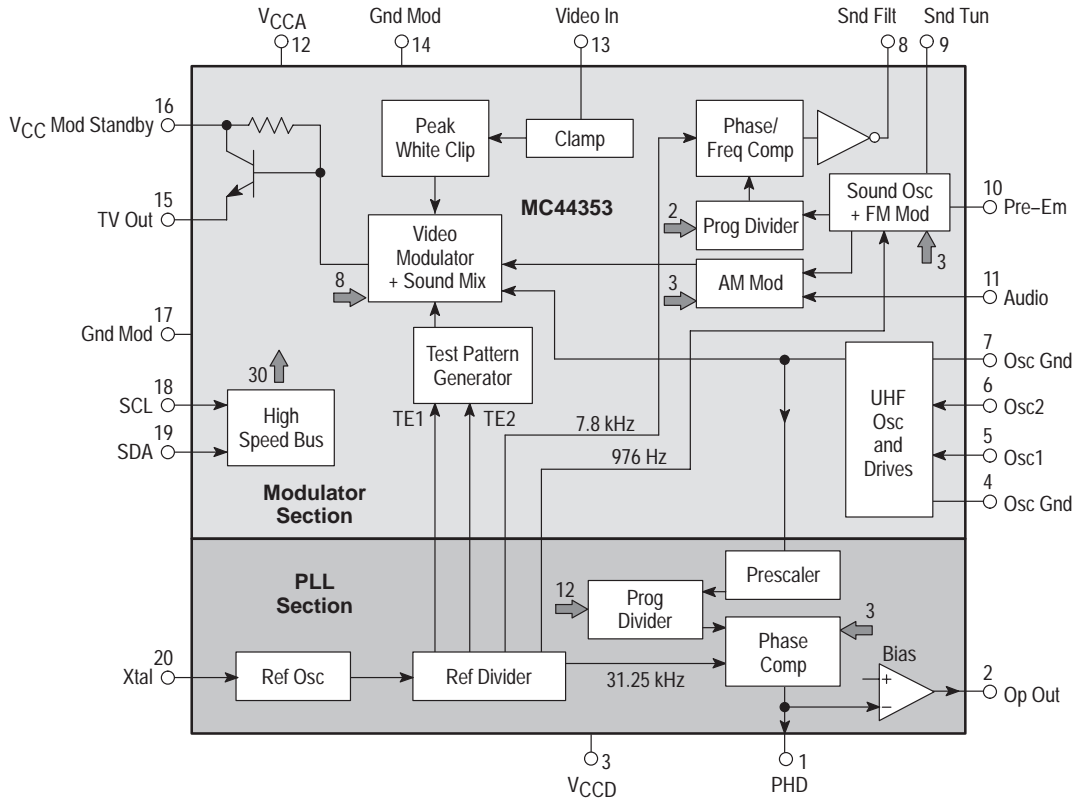 VCCA
12
Gnd Mod
14
Video In
13
Snd Filt
8
Snd Tun
9
16
VCC Mod Standby
15
TV Out
Peak
White Clip
Clamp
Phase/
Freq Comp
MC44353
Sound Osc
+ FM Mod
10
Pre–Em
2
Prog Divider
3
Video
Modulator
+ Sound Mix
8
3
AM Mod
11
Audio
17
Gnd Mod
Test Pattern
Generator
7
Osc Gnd
UHF
Osc
and
Drives
6
Osc2
5
Osc1
4
Osc Gnd
30
18
SCL
19
SDA
High
Speed Bus
TE1
TE2
7.8 kHz
976 Hz
Modulator
Section
PLL
Section
Prescaler
12
Prog
Divider
3
Phase
Comp
20
Xtal
Ref Osc
Ref Divider
31.25 kHz
Bias
+
–
2
Op Out
3
VCCD
1
PHD